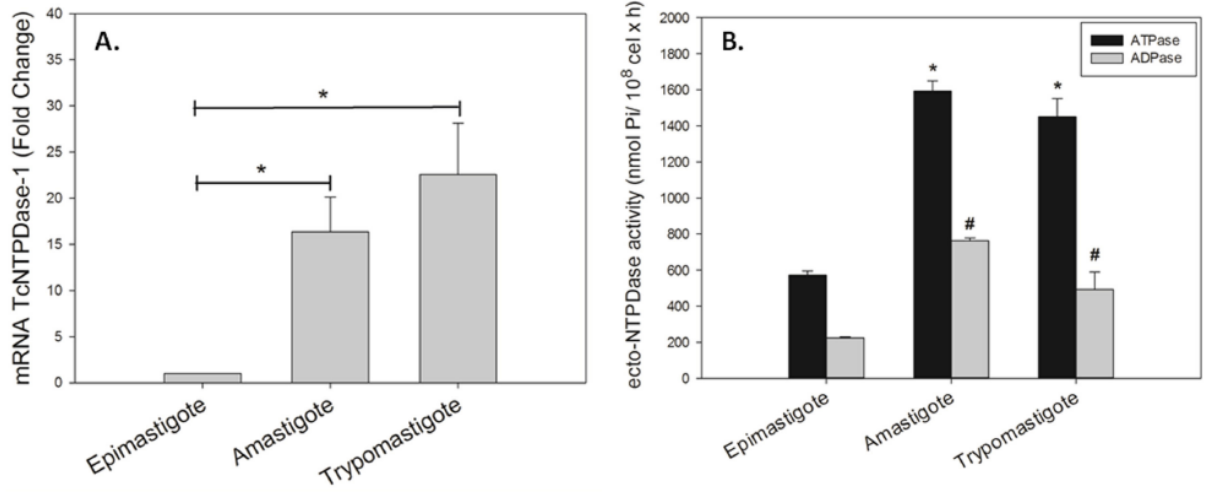 A.
mRNA TcNTPDase-1 (Fold Change)
40
35
30
25
20
15
10
5
0
*
*
Epimastigote
Amastigote
Trypomastigote
B.
ecto-NTPDase activity (nmol Pi/ 10⁸ cel x h)
2000
1800
1600
1400
1200
1000
800
600
400
200
0
ATPase
ADPase
*
*
#
#
Epimastigote
Amastigote
Trypomastigote